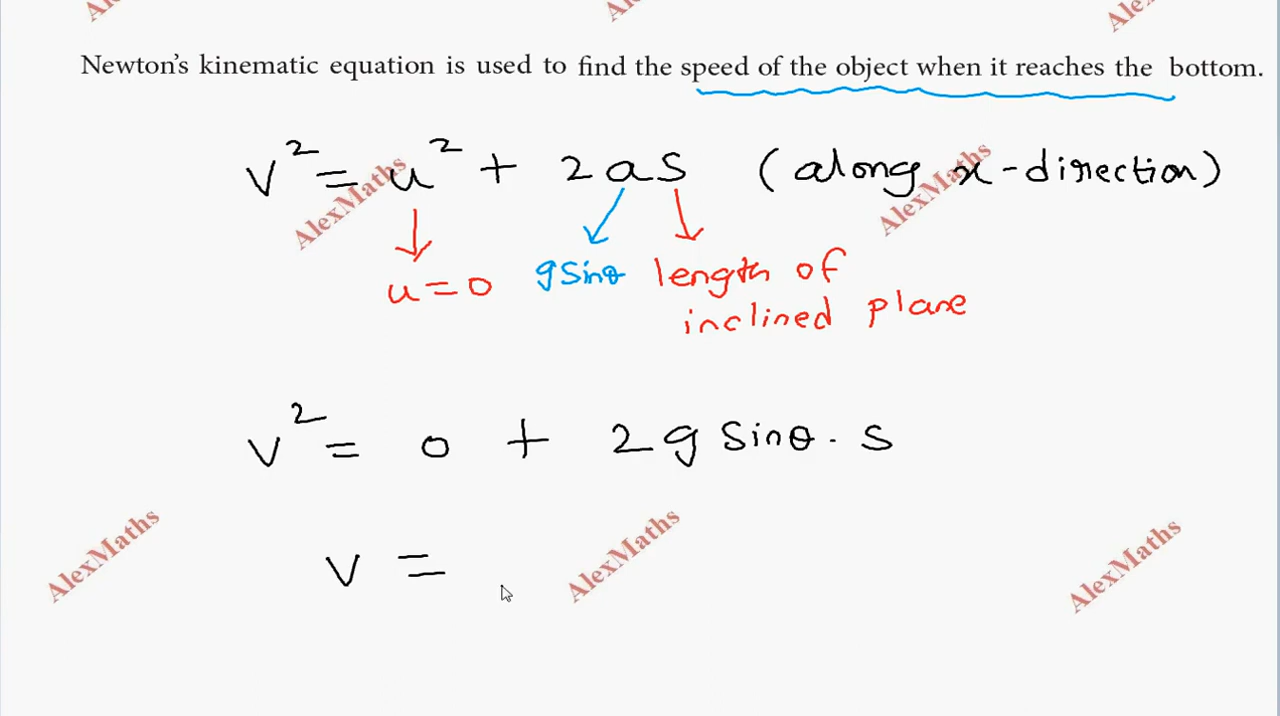 AlexMaths AlexMaths AlexMaths
Newton's kinematic equation is used to find the speed of the object when it reaches the bottom.
v² = u² + 2as (along x-direction)
AlexMaths AlexMaths
u=0 gsinθ length of
inclined plane
v² = 0 + 2g sinθ · s
AlexMaths AlexMaths AlexMaths
v =